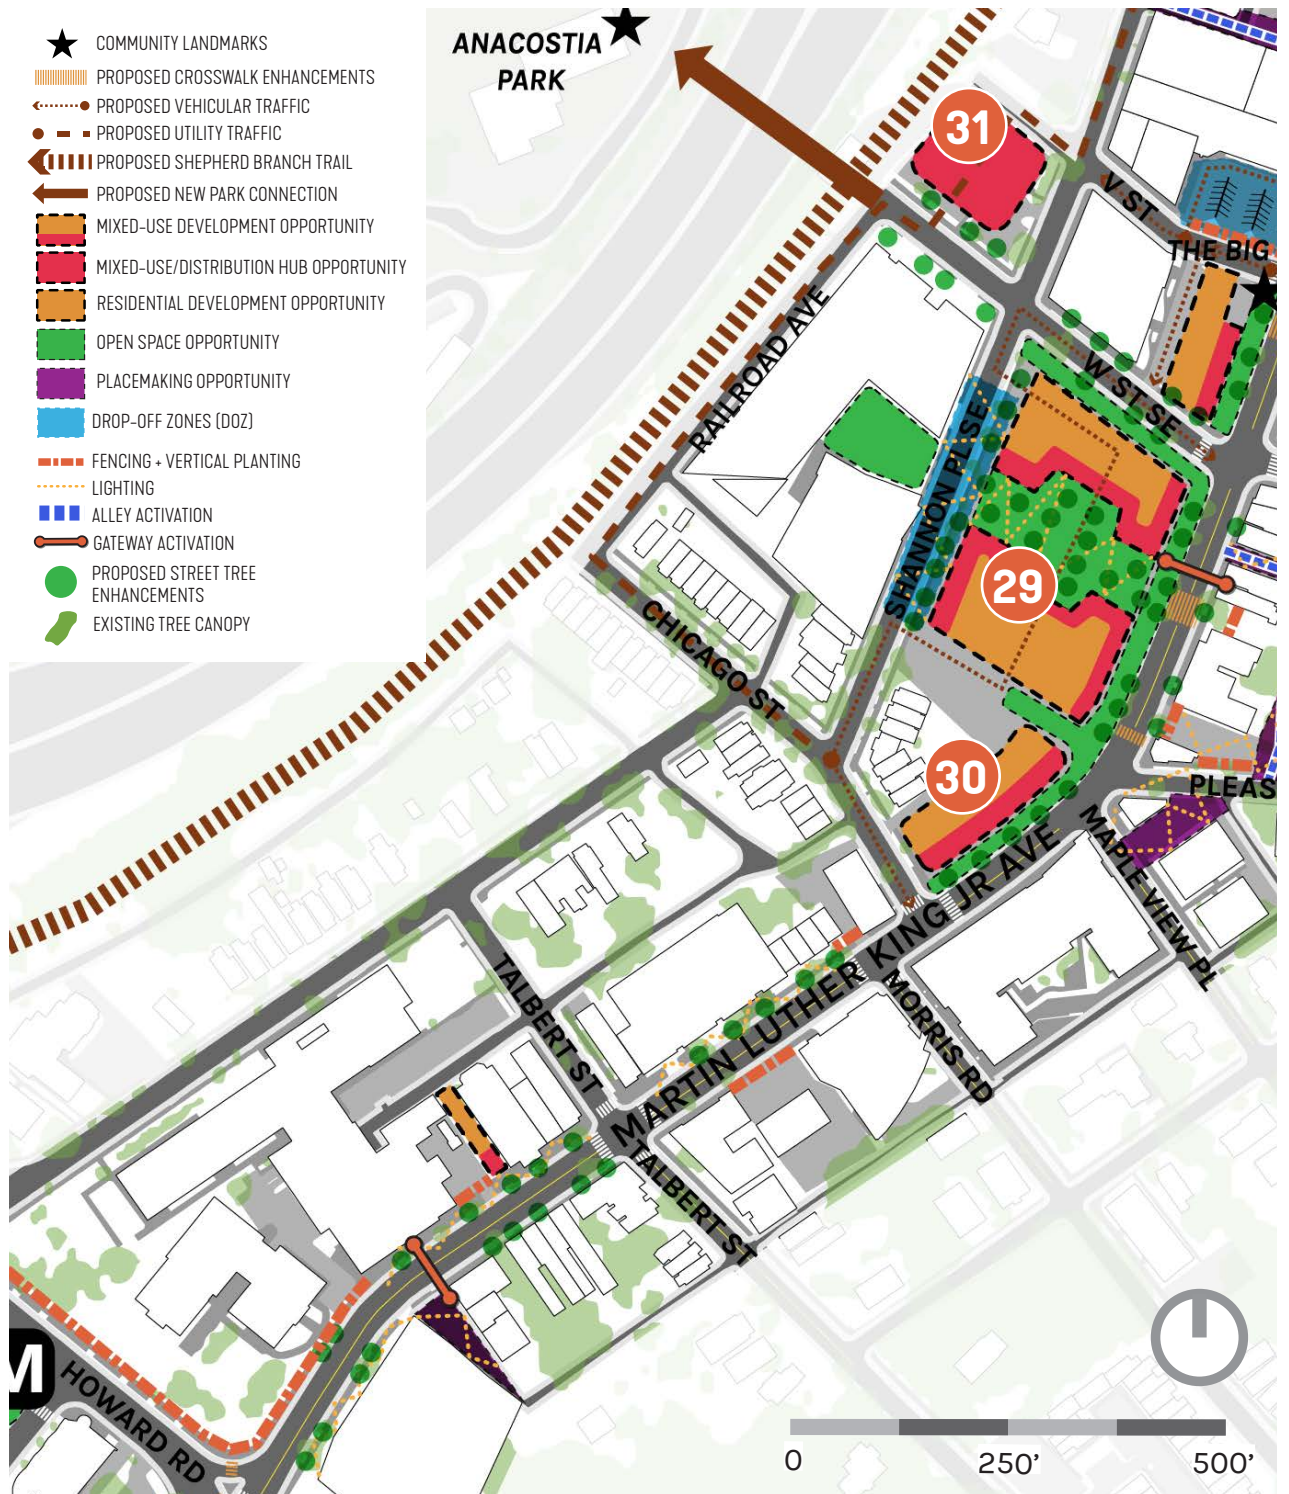 COMMUNITY LANDMARKS
PROPOSED CROSSWALK ENHANCEMENTS
PROPOSED VEHICULAR TRAFFIC
PROPOSED UTILITY TRAFFIC
PROPOSED SHEPHERD BRANCH TRAIL
PROPOSED NEW PARK CONNECTION
MIXED-USE DEVELOPMENT OPPORTUNITY
MIXED-USE/DISTRIBUTION HUB OPPORTUNITY
RESIDENTIAL DEVELOPMENT OPPORTUNITY
OPEN SPACE OPPORTUNITY
PLACEMAKING OPPORTUNITY
DROP-OFF ZONES (DOZ)
FENCING + VERTICAL PLANTING
LIGHTING
ALLEY ACTIVATION
GATEWAY ACTIVATION
PROPOSED STREET TREE
ENHANCEMENTS
EXISTING TREE CANOPY
ANACOSTIA
PARK
31
V ST
THE BIG
RAILROAD AVE
W ST SE
SHANNON PL SE
29
CHICAGO ST
30
PLEAS
MAPLE VIEW PL
MARTIN LUTHER KING JR AVE
MORRIS RD
TALBERT ST
TALBERT ST
M
HOWARD RD
0
250'
500'